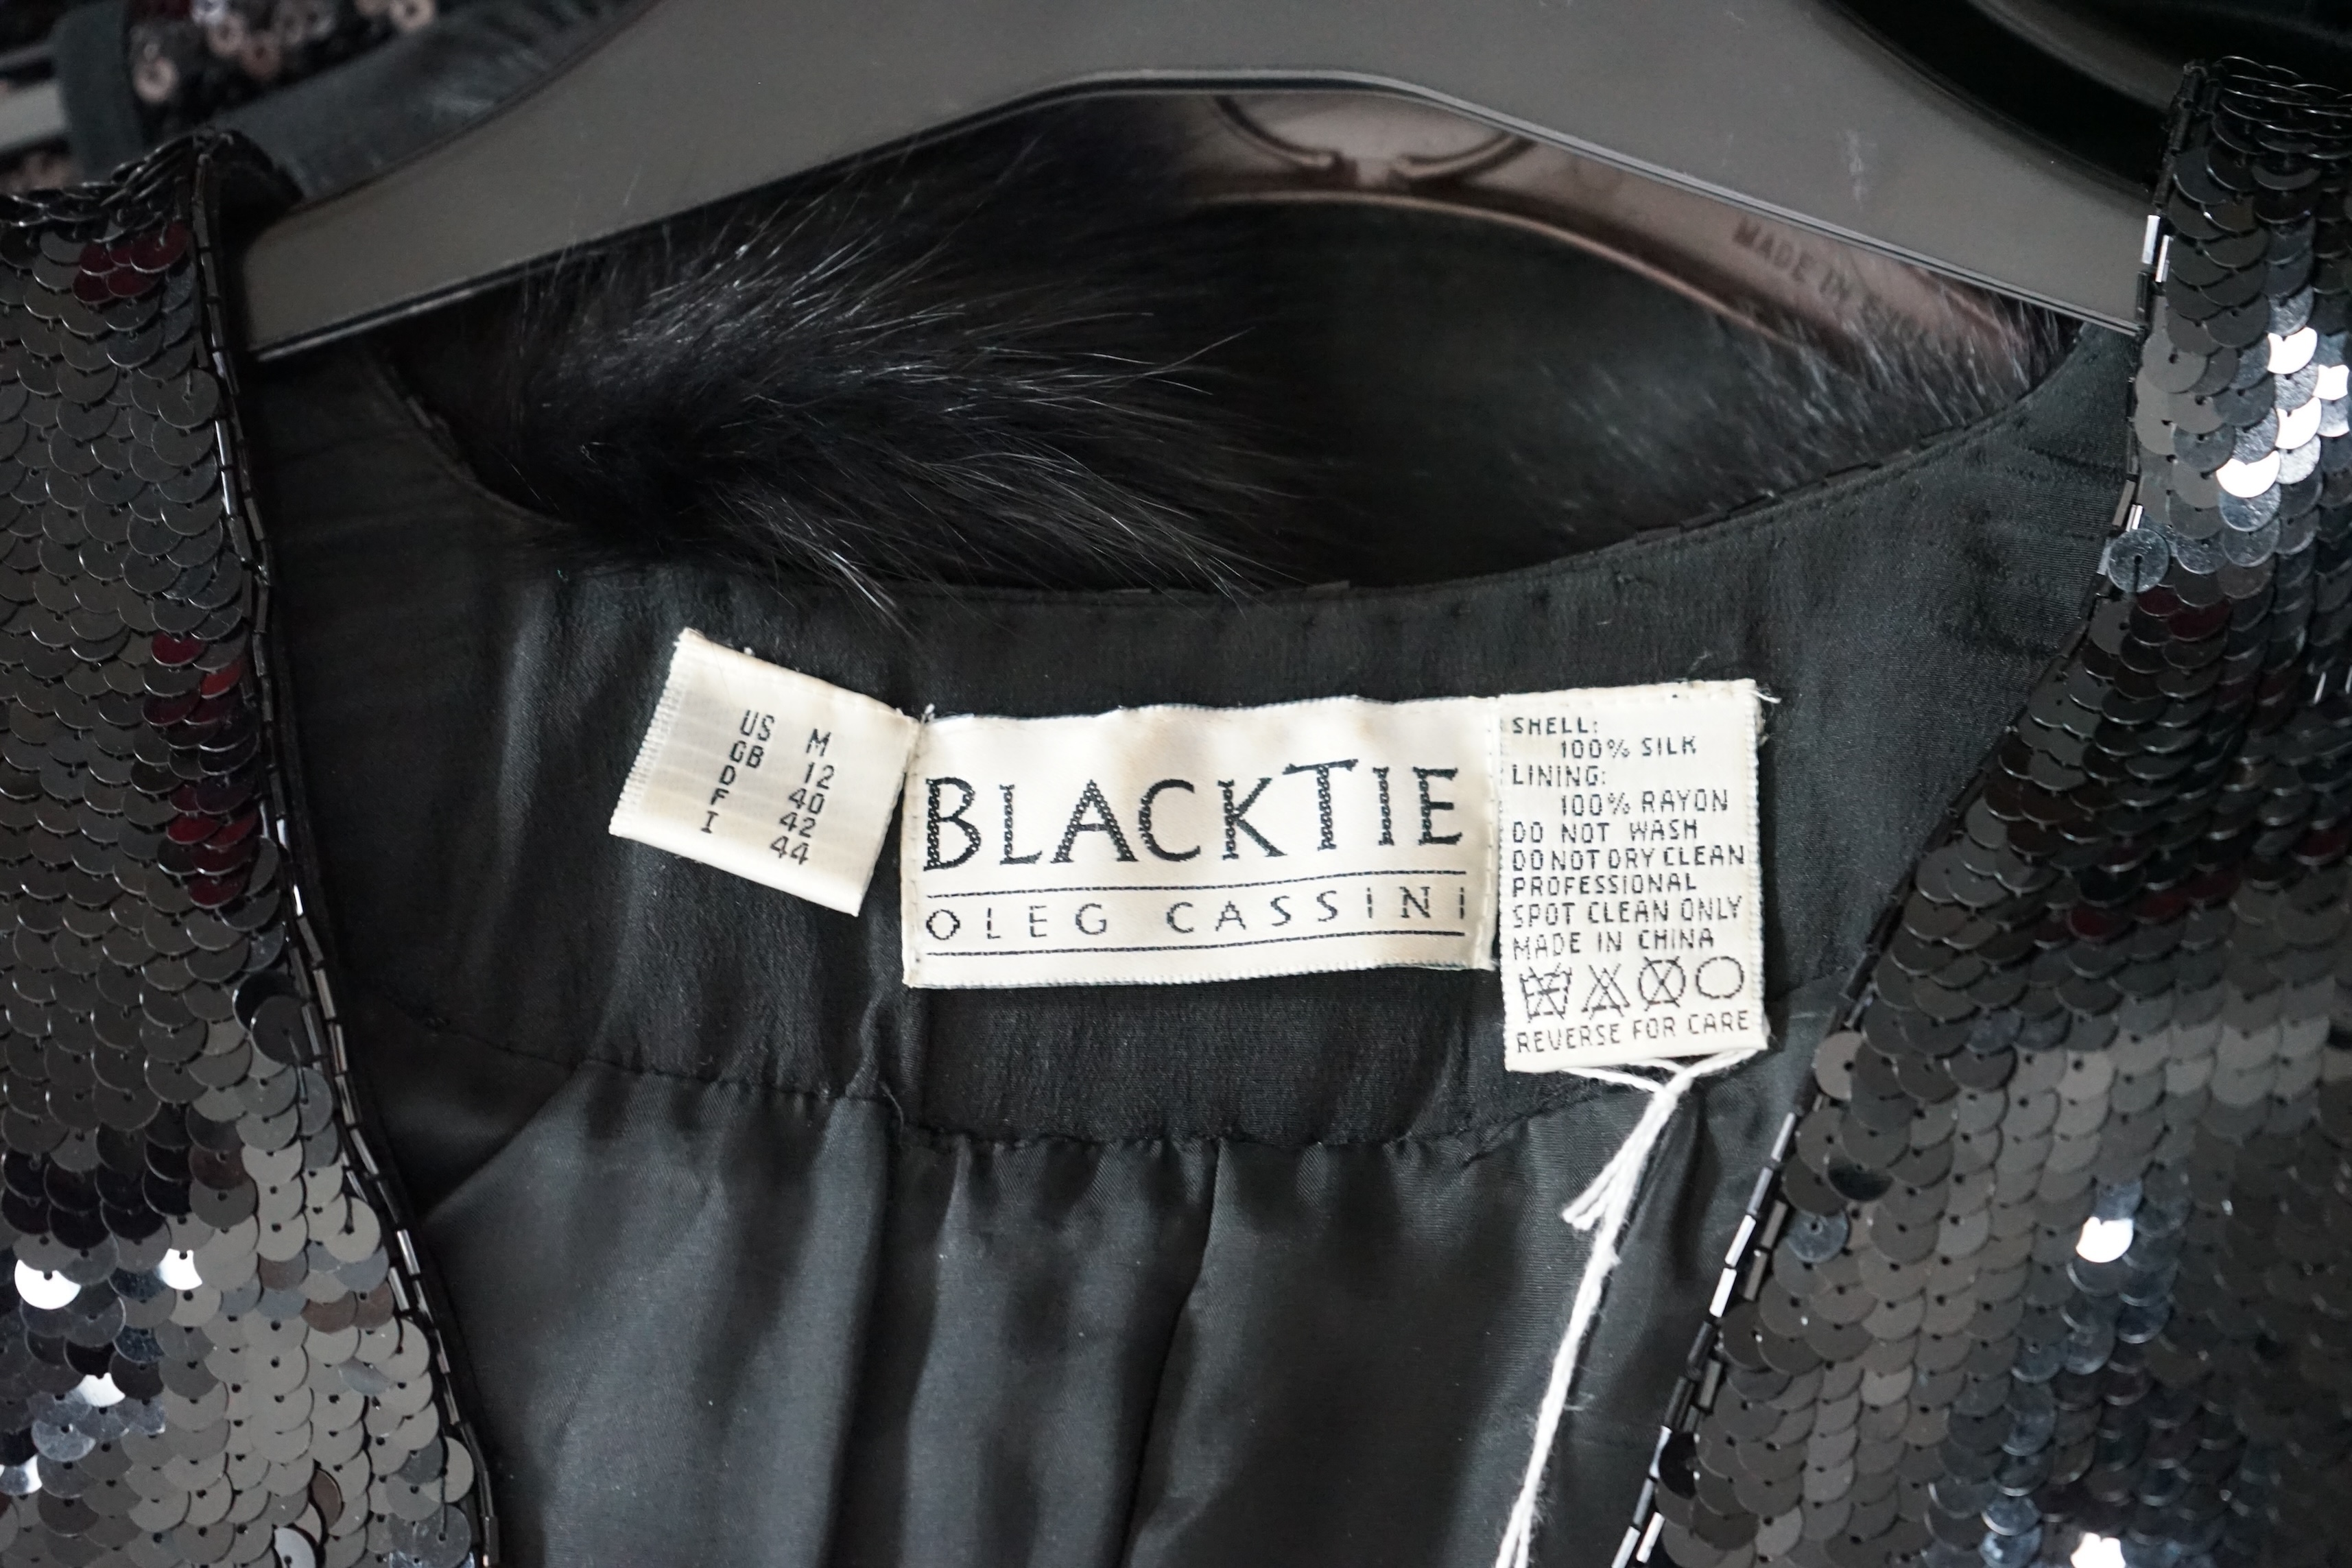 MADE IN
US M
GB 12
D 40
F 42
I 44
BLACKTIE
OLEG CASSINI
SHELL:
100% SILK
LINING:
100% RAYON
DO NOT WASH
DO NOT DRY CLEAN
PROFESSIONAL
SPOT CLEAN ONLY
MADE IN CHINA
REVERSE FOR CARE